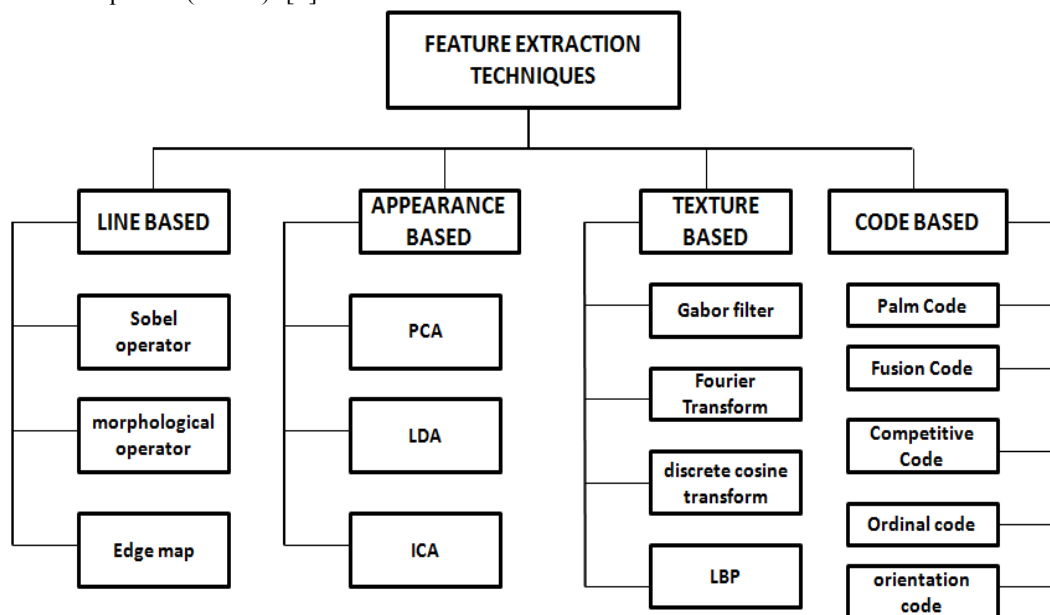 FEATURE EXTRACTION
TECHNIQUES
LINE BASED
APPEARANCE
BASED
TEXTURE
BASED
CODE BASED
Sobel
operator
morphological
operator
Edge map
PCA
LDA
ICA
Gabor filter
Fourier
Transform
discrete cosine
transform
LBP
Palm Code
Fusion Code
Competitive
Code
Ordinal code
orientation
code